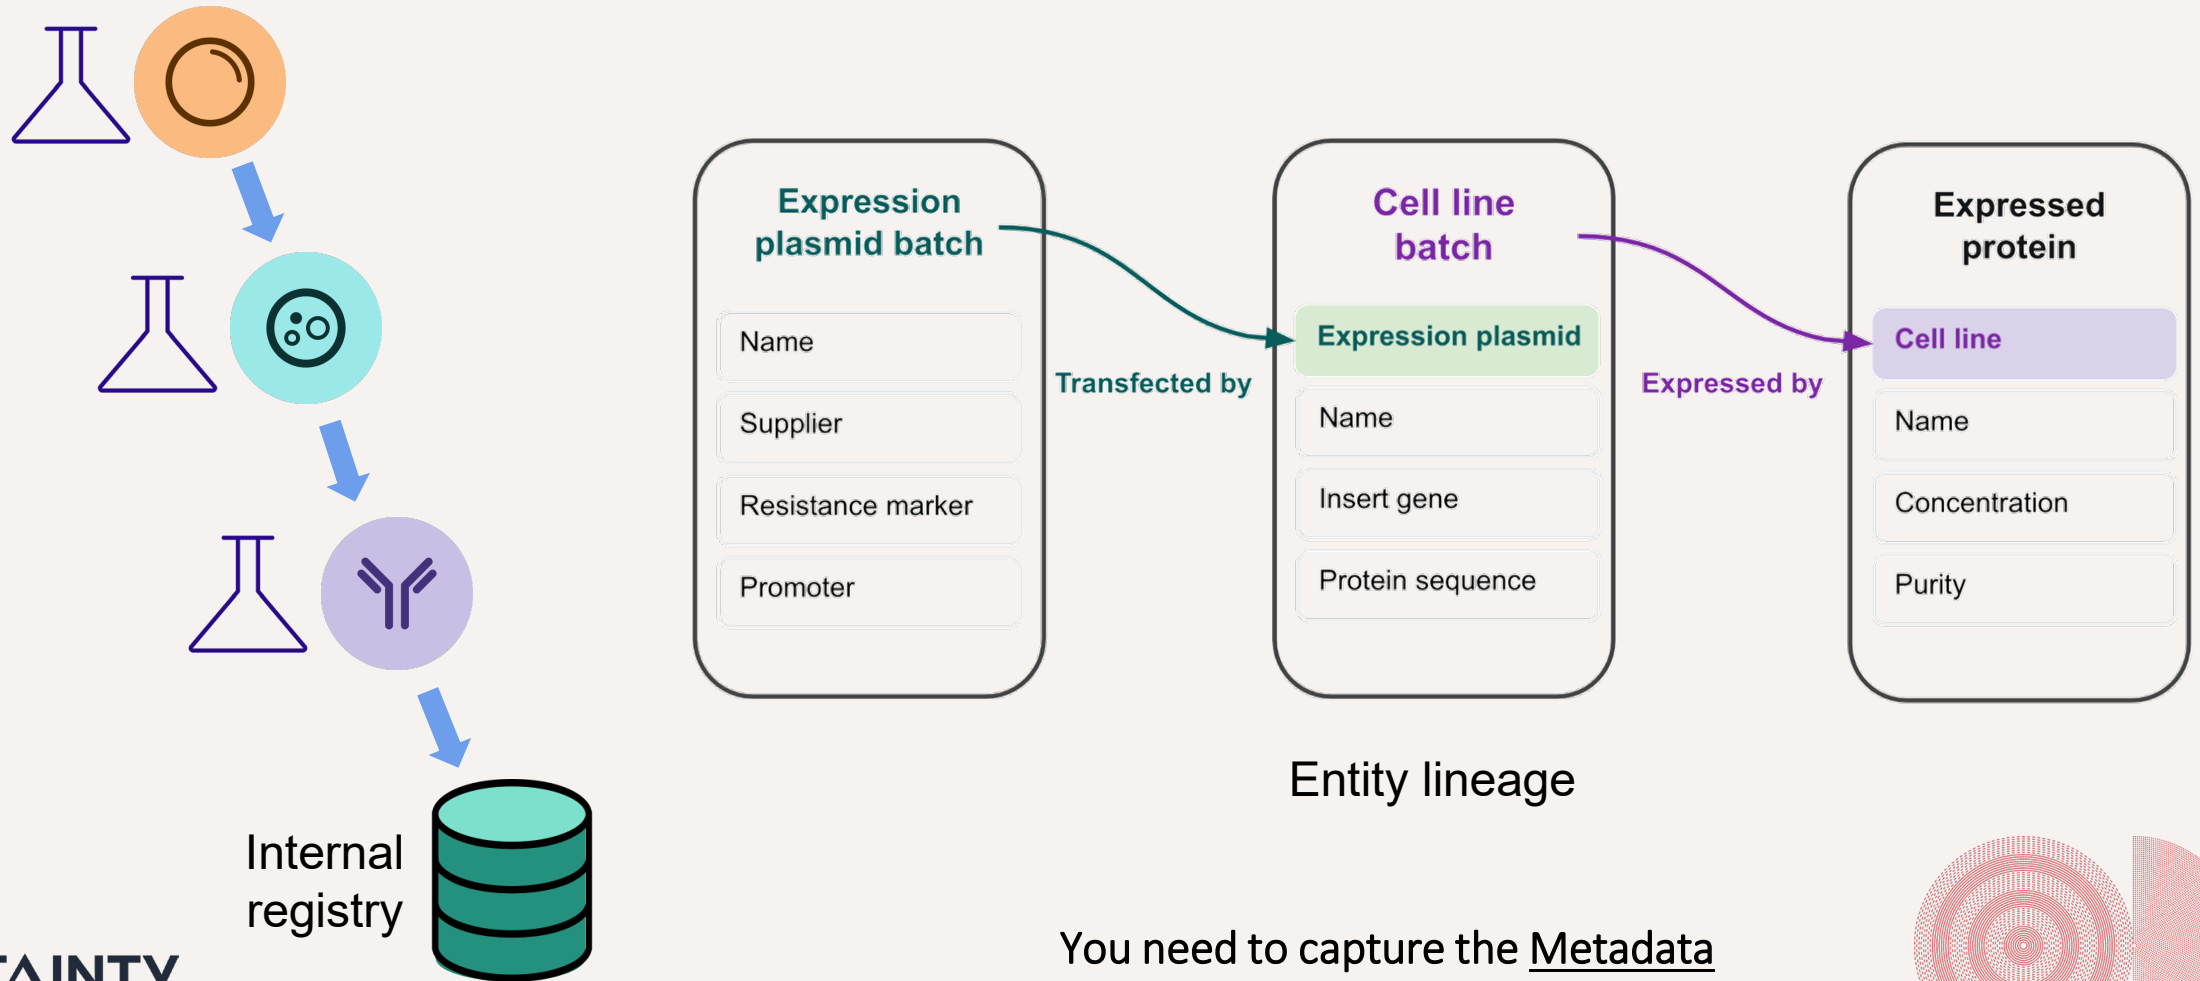 Expression
plasmid batch
Name
Supplier
Resistance marker
Promoter
Transfected by
Cell line
batch
Expression plasmid
Name
Insert gene
Protein sequence
Expressed by
Expressed
protein
Cell line
Name
Concentration
Purity
Entity lineage
Internal
registry
You need to capture the Metadata